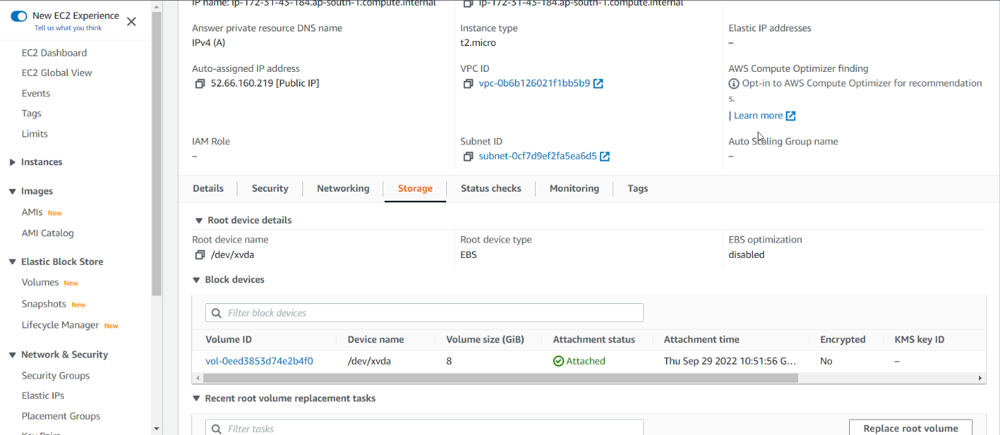 New EC2 Experience
Tell us what you think
EC2 Dashboard
EC2 Global View
Events
Tags
Limits
Instances
Images
AMIs New
AMI Catalog
Elastic Block Store
Volumes New
Snapshots New
Lifecycle Manager New
Network & Security
Security Groups
Elastic IPs
Placement Groups
Key Pairs
IP name: ip-172-31-43-184.ap-south-1.compute.internal
ip-172-31-43-184.ap-south-1.compute.internal
Answer private resource DNS name
IPv4 (A)
Instance type
t2.micro
Elastic IP addresses
–
Auto-assigned IP address
52.66.160.219 [Public IP]
VPC ID
vpc-0b6b126021f1bb5b9
AWS Compute Optimizer finding
Opt-in to AWS Compute Optimizer for recommendation
s.
| Learn more
IAM Role
–
Subnet ID
subnet-0cf7d9ef2fa5ea6d5
Auto Scaling Group name
–
Details Security Networking Storage Status checks Monitoring Tags
Root device details
Root device name
/dev/xvda
Root device type
EBS
EBS optimization
disabled
Block devices
Filter block devices
Volume ID Device name Volume size (GiB) Attachment status Attachment time Encrypted KMS key ID
vol-0eed3853d74e2b4f0 /dev/xvda 8 Attached Thu Sep 29 2022 10:51:56 G... No –
Recent root volume replacement tasks
Filter tasks
Replace root volume